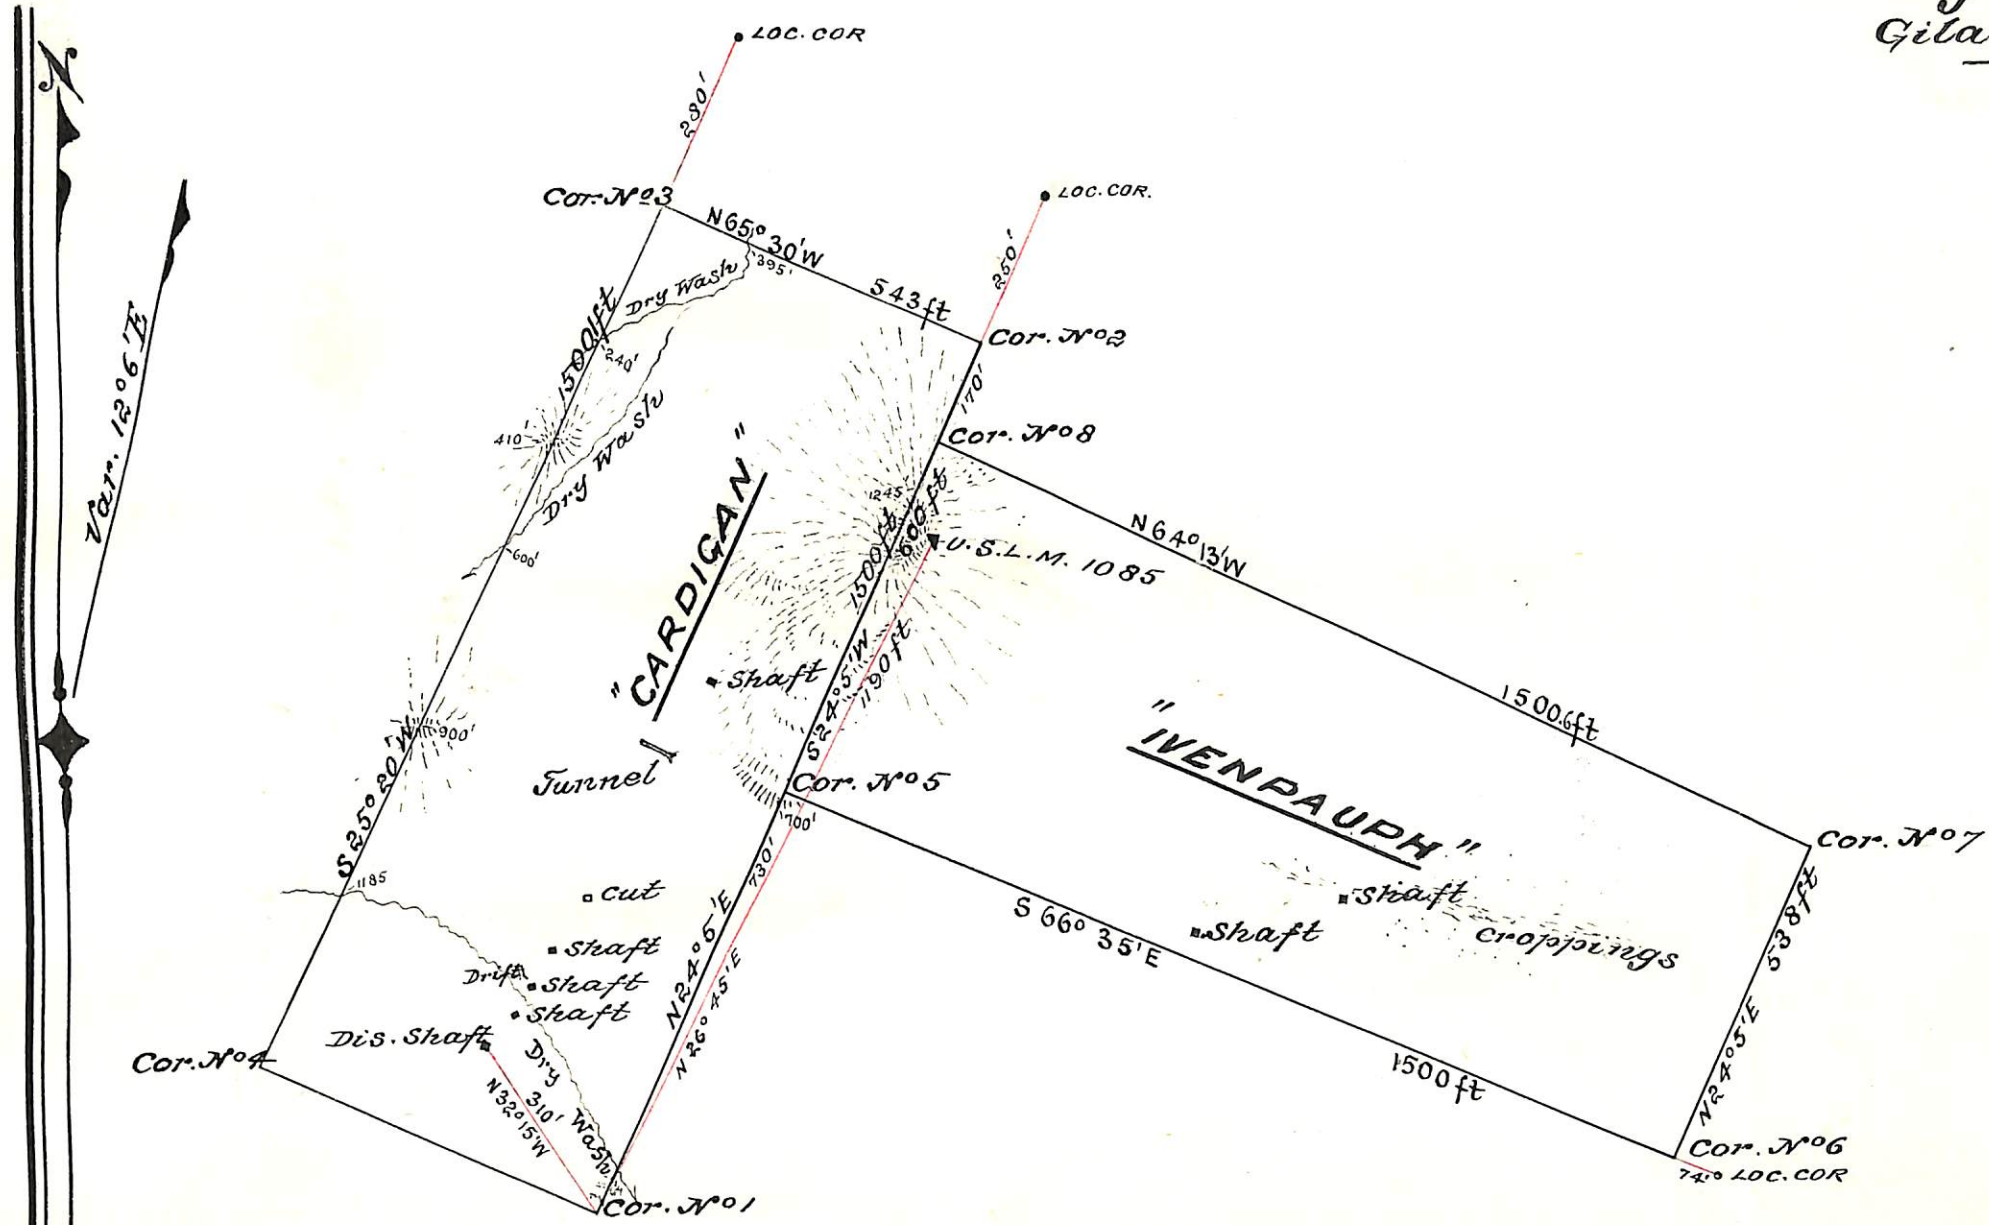 Gila
N
Var. 12°6'E
LOC. COR
230'
Cor. No 3
N65°30'W
395'
543 ft
LOC. COR.
250'
Cor. No 2
170'
Cor. No 8
Dry Wash
240'
1500 ft
410'
Dry Wash
600'
900'
S 25° 20' W
1185
"CARDIGAN"
1245
600 ft
1500 ft
S 24° 5' W
U.S.L.M. 1085
1190 ft
N 64° 13' W
1500.6 ft
Shaft
Tunnel
Cor. No 5
700'
730'
"IVENPAUPH"
Cor. No 7
cut
shaft
Drift
shaft
shaft
Dis. Shaft
Dry Wash
310'
N32°15'W
N 24° 5' E
N 26° 45' E
S 66° 35' E
1500 ft
shaft
shaft
croppings
538 ft
N 24° 5' E
Cor. No 4
Cor. No 1
Cor. No 6
74.0 LOC. COR